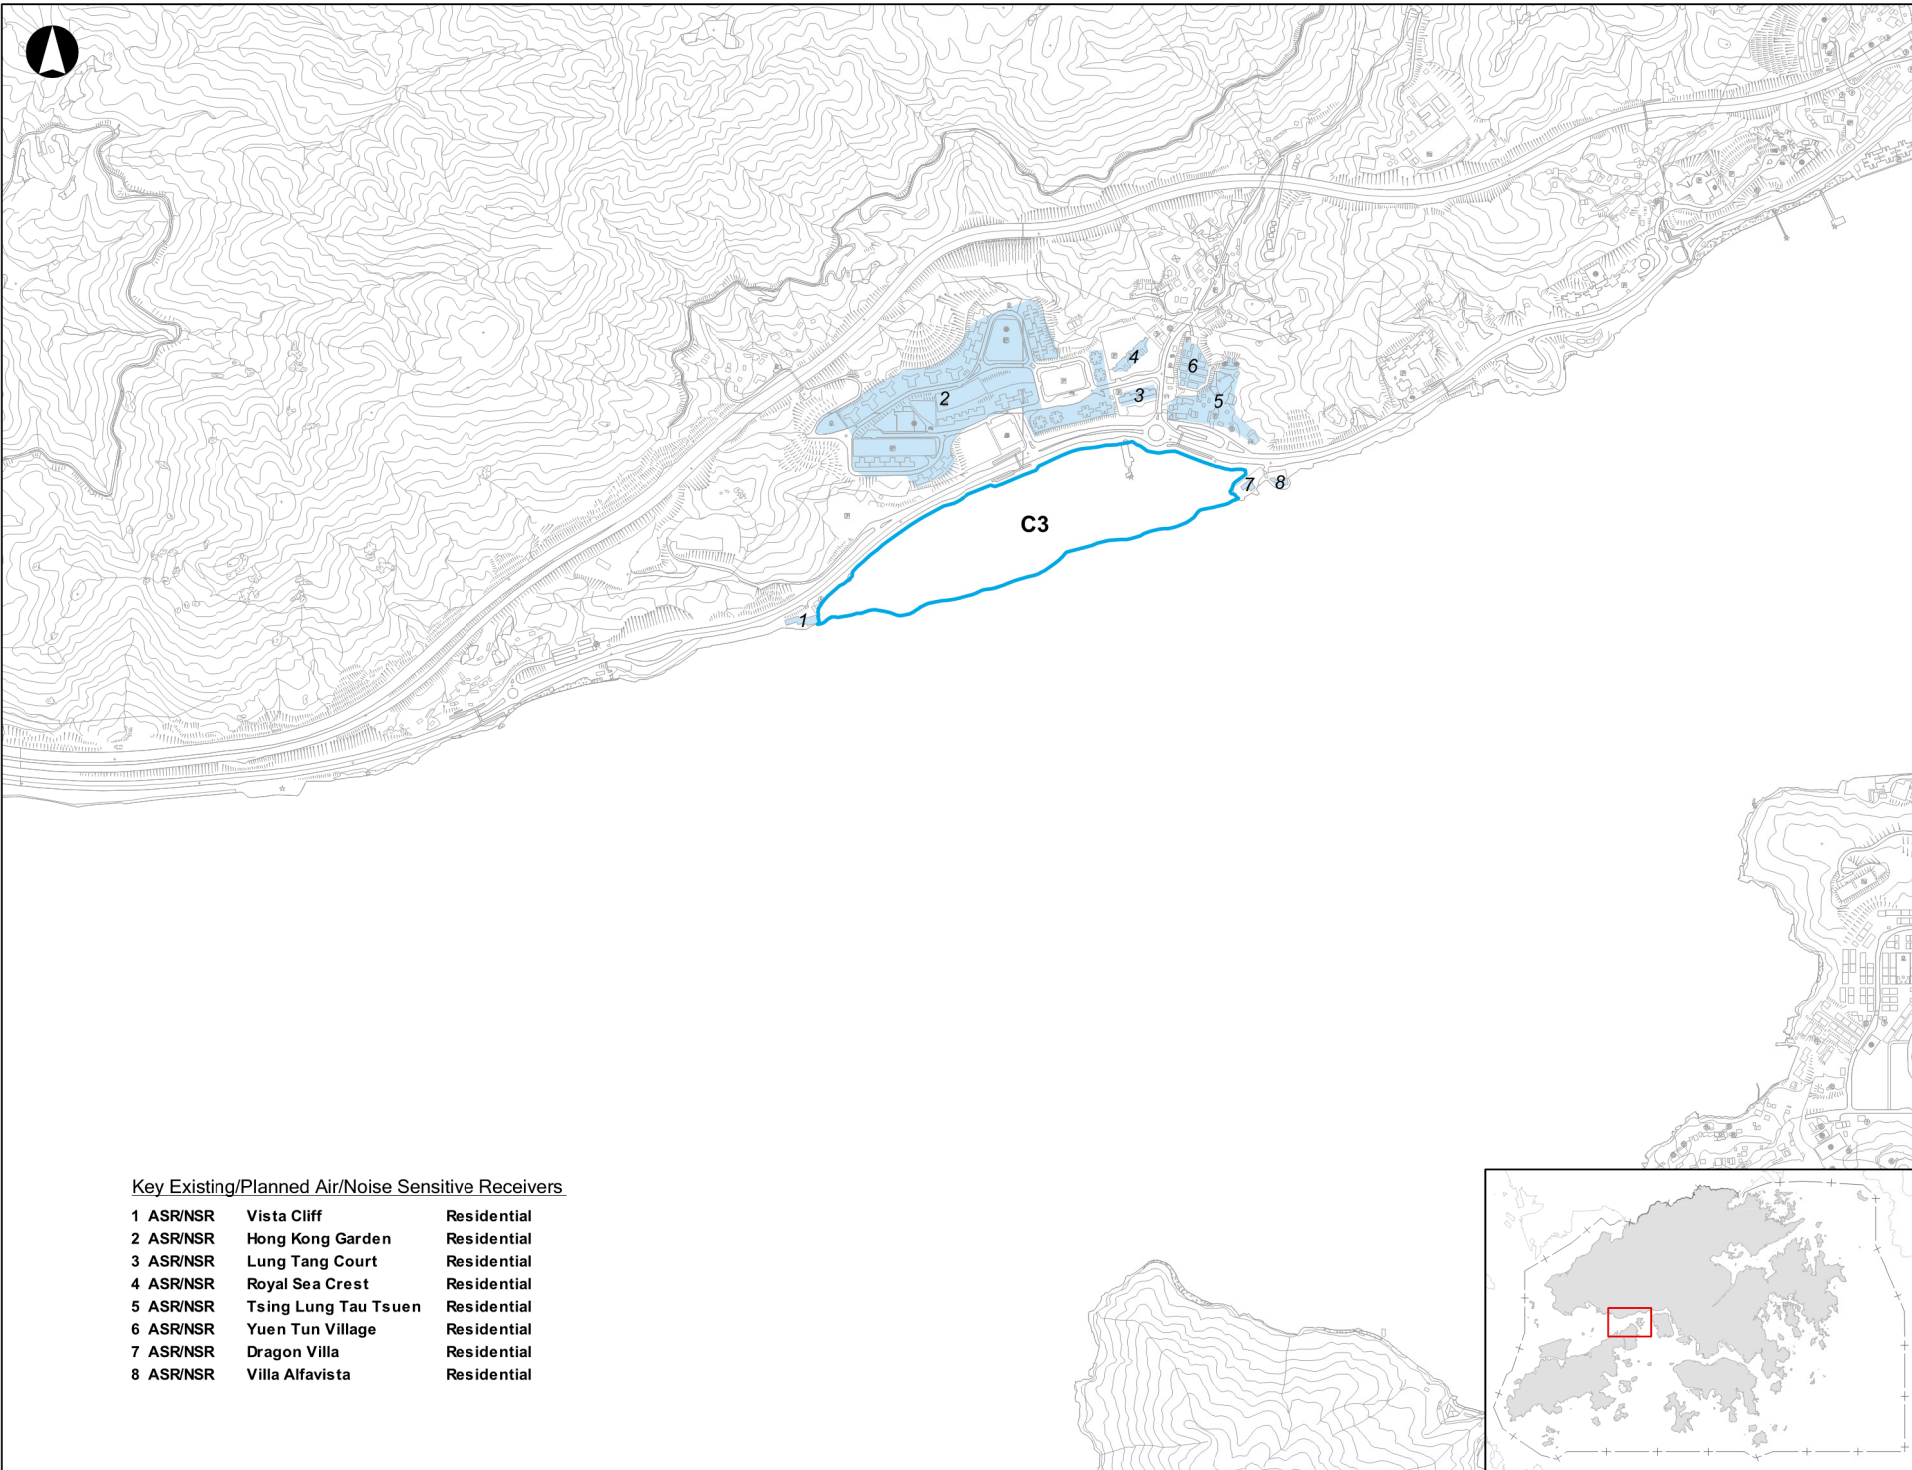 2
4
6
3
5
7
8
C3
1
Key Existing/Planned Air/Noise Sensitive Receivers
1 ASR/NSR Vista Cliff Residential
2 ASR/NSR Hong Kong Garden Residential
3 ASR/NSR Lung Tang Court Residential
4 ASR/NSR Royal Sea Crest Residential
5 ASR/NSR Tsing Lung Tau Tsuen Residential
6 ASR/NSR Yuen Tun Village Residential
7 ASR/NSR Dragon Villa Residential
8 ASR/NSR Villa Alfavista Residential